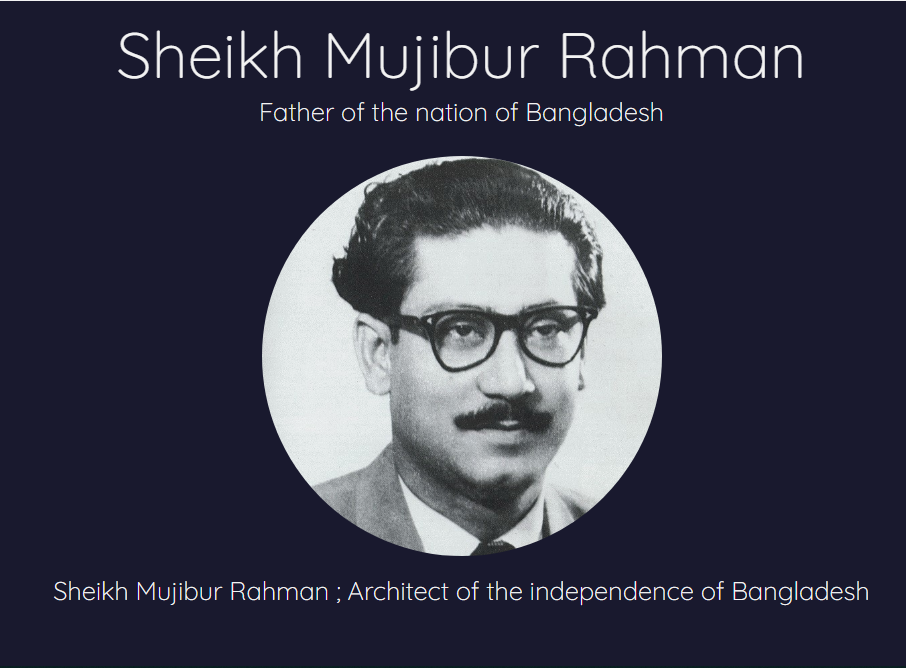 Sheikh Mujibur Rahman
Father of the nation of Bangladesh
Sheikh Mujibur Rahman ; Architect of the independence of Bangladesh